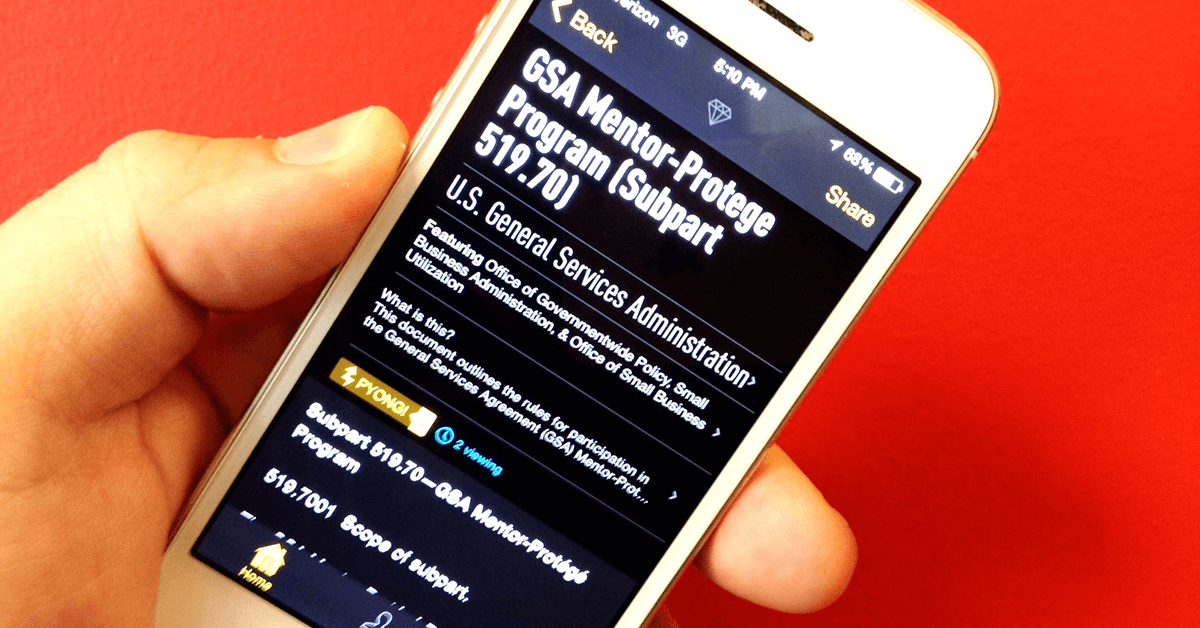 verizon 3G 5:10 PM 68%
Back
Share
GSA Mentor-Protege
Program (Subpart
519.70)
U.S. General Services Administration
Featuring Office of Governmentwide Policy, Small
Business Administration, & Office of Small Business
Utilization
What is this?
This document outlines the rules for participation in
the General Services Agreement (GSA) Mentor-Prot...
PYONG!
2 viewing
Subpart 519.70—GSA Mentor-Protégé
Program
519.7001 Scope of subpart.
Home